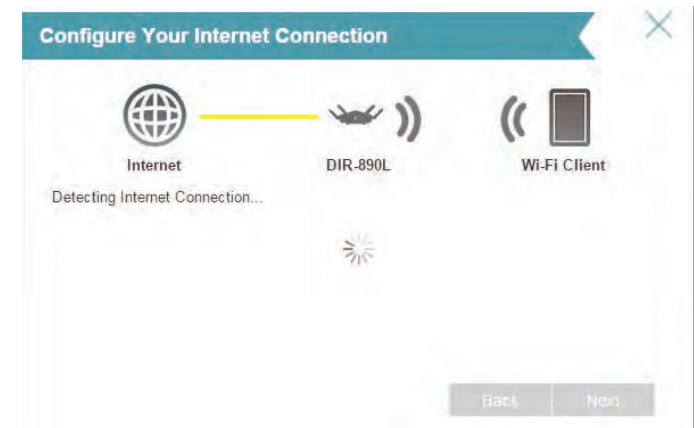 Configure Your Internet Connection
Internet
DIR-890L
Wi-Fi Client
Detecting Internet Connection...
Back
Next